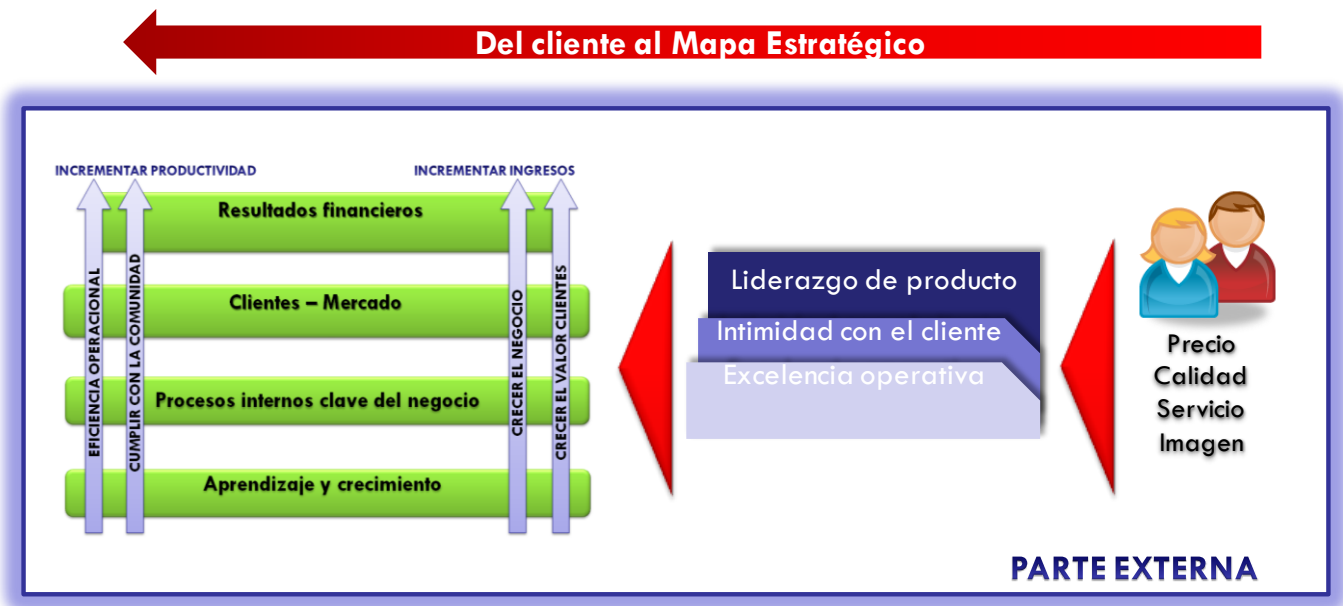 Del cliente al Mapa Estratégico
INCREMENTAR PRODUCTIVIDAD
INCREMENTAR INGRESOS
Resultados financieros
Clientes – Mercado
Procesos internos clave del negocio
Aprendizaje y crecimiento
EFICIENCIA OPERACIONAL
CUMPLIR CON LA COMUNIDAD
CRECER EL NEGOCIO
CRECER EL VALOR CLIENTES
Liderazgo de producto
Intimidad con el cliente
Excelencia operativa
Precio
Calidad
Servicio
Imagen
PARTE EXTERNA